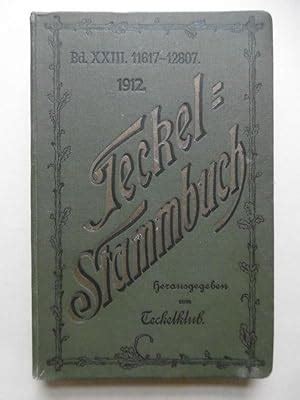 Bd. XXIII. 11617–12807.
1912.
Teckel=
Stammbuch
Herausgegeben
vom
Teckelklub.